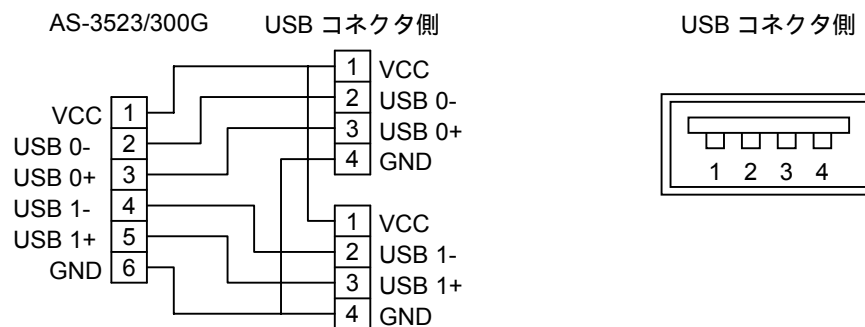 AS-3523/300G
USB コネクタ側
USB コネクタ側
VCC 1
USB 0- 2
USB 0+ 3
USB 1- 4
USB 1+ 5
GND 6
1 VCC
2 USB 0-
3 USB 0+
4 GND
1 VCC
2 USB 1-
3 USB 1+
4 GND
1 2 3 4